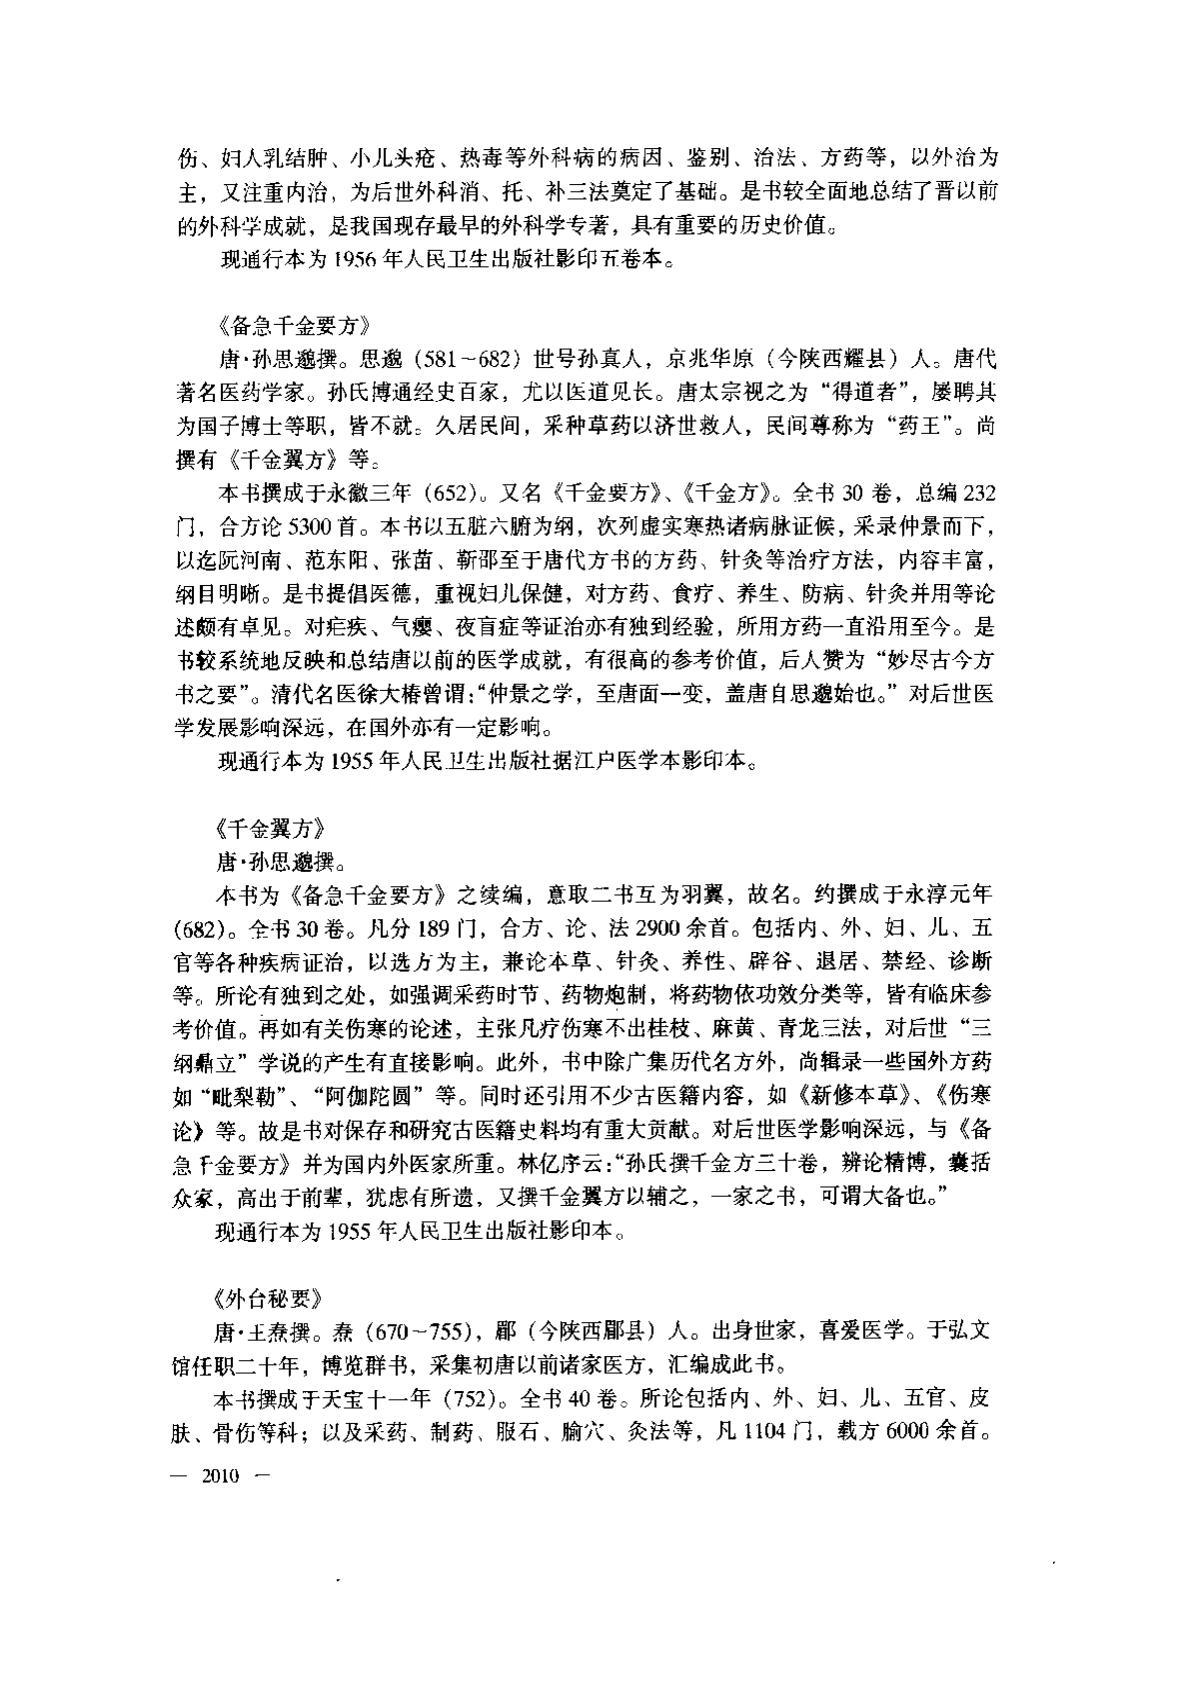 伤、妇人乳结肿、小儿头疮、热毒等外科病的病因、鉴别、治法、方药等，以外治为
主，又注重内治，为后世外科消、托、补三法奠定了基础。是书较全面地总结了晋以前
的外科学成就，是我国现存最早的外科学专著，具有重要的历史价值。
现通行本为 1956 年人民卫生出版社影印五卷本。
《备急千金要方》
唐·孙思邈撰。思邈（581～682）世号孙真人，京兆华原（今陕西耀县）人。唐代
著名医药学家。孙氏博通经史百家，尤以医道见长。唐太宗视之为“得道者”，屡聘其
为国子博士等职，皆不就。久居民间，采种草药以济世救人，民间尊称为“药王”。尚
撰有《千金翼方》等。
本书撰成于永徽三年（652）。又名《千金要方》、《千金方》。全书 30 卷，总编 232
门，合方论 5300 首。本书以五脏六腑为纲，次列虚实寒热诸病脉证候，采录仲景而下，
以迄阮河南、范东阳、张苗、靳邵至于唐代方书的方药、针灸等治疗方法，内容丰富，
纲目明晰。是书提倡医德，重视妇儿保健，对方药、食疗、养生、防病、针灸并用等论
述颇有卓见。对疟疾、气瘿、夜盲症等证治亦有独到经验，所用方药一直沿用至今。是
书较系统地反映和总结唐以前的医学成就，有很高的参考价值，后人赞为“妙尽古今方
书之要”。清代名医徐大椿曾谓：“仲景之学，至唐面一变，盖唐自思邈始也。”对后世医
学发展影响深远，在国外亦有一定影响。
现通行本为 1955 年人民卫生出版社据江户医学本影印本。
《千金翼方》
唐·孙思邈撰。
本书为《备急千金要方》之续编，意取二书互为羽翼，故名。约撰成于永淳元年
(682)。全书 30 卷。凡分 189 门，合方、论、法 2900 余首。包括内、外、妇、儿、五
官等各种疾病证治，以选方为主，兼论本草、针灸、养性、辟谷、退居、禁经、诊断
等。所论有独到之处，如强调采药时节、药物炮制，将药物依功效分类等，皆有临床参
考价值。再如有关伤寒的论述，主张凡疗伤寒不出桂枝、麻黄、青龙三法，对后世“三
纲鼎立”学说的产生有直接影响。此外，书中除广集历代名方外，尚辑录一些国外方药
如“毗梨勒”、“阿伽陀圆”等。同时还引用不少古医籍内容，如《新修本草》、《伤寒
论》等。故是书对保存和研究古医籍史料均有重大贡献。对后世医学影响深远，与《备
急千金要方》并为国内外医家所重。林亿序云：“孙氏撰千金方三十卷，辨论精博，囊括
众家，高出于前辈，犹虑有所遗，又撰千金翼方以辅之，一家之书，可谓大备也。”
现通行本为 1955 年人民卫生出版社影印本。
《外台秘要》
唐·王焘撰。焘（670～755），郿（今陕西郿县）人。出身世家，喜爱医学。于弘文
馆任职二十年，博览群书，采集初唐以前诸家医方，汇编成此书。
本书撰成于天宝十一年（752）。全书 40 卷。所论包括内、外、妇、儿、五官、皮
肤、骨伤等科；以及采药、制药、服石、腧穴、灸法等，凡 1104 门，载方 6000 余首。
— 2010 —